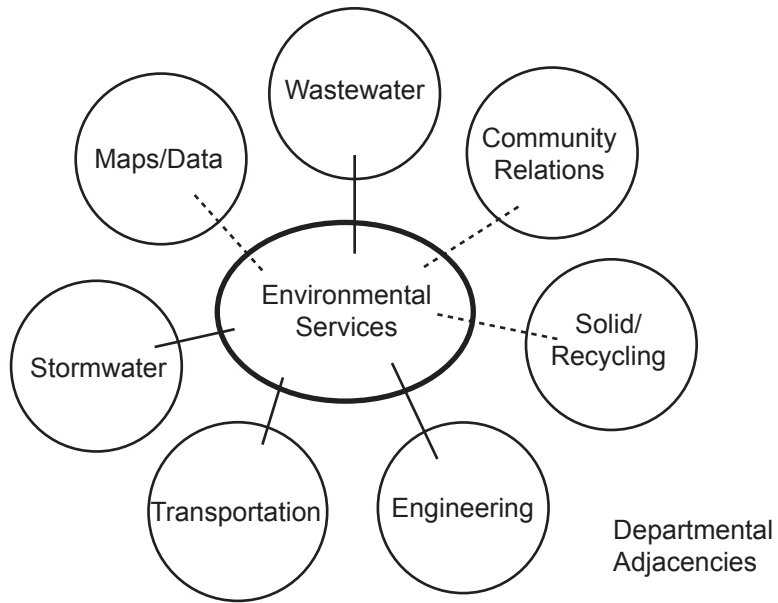 Wastewater
Community
Relations
Maps/Data
Environmental
Services
Solid/
Recycling
Stormwater
Transportation
Engineering
Departmental
Adjacencies